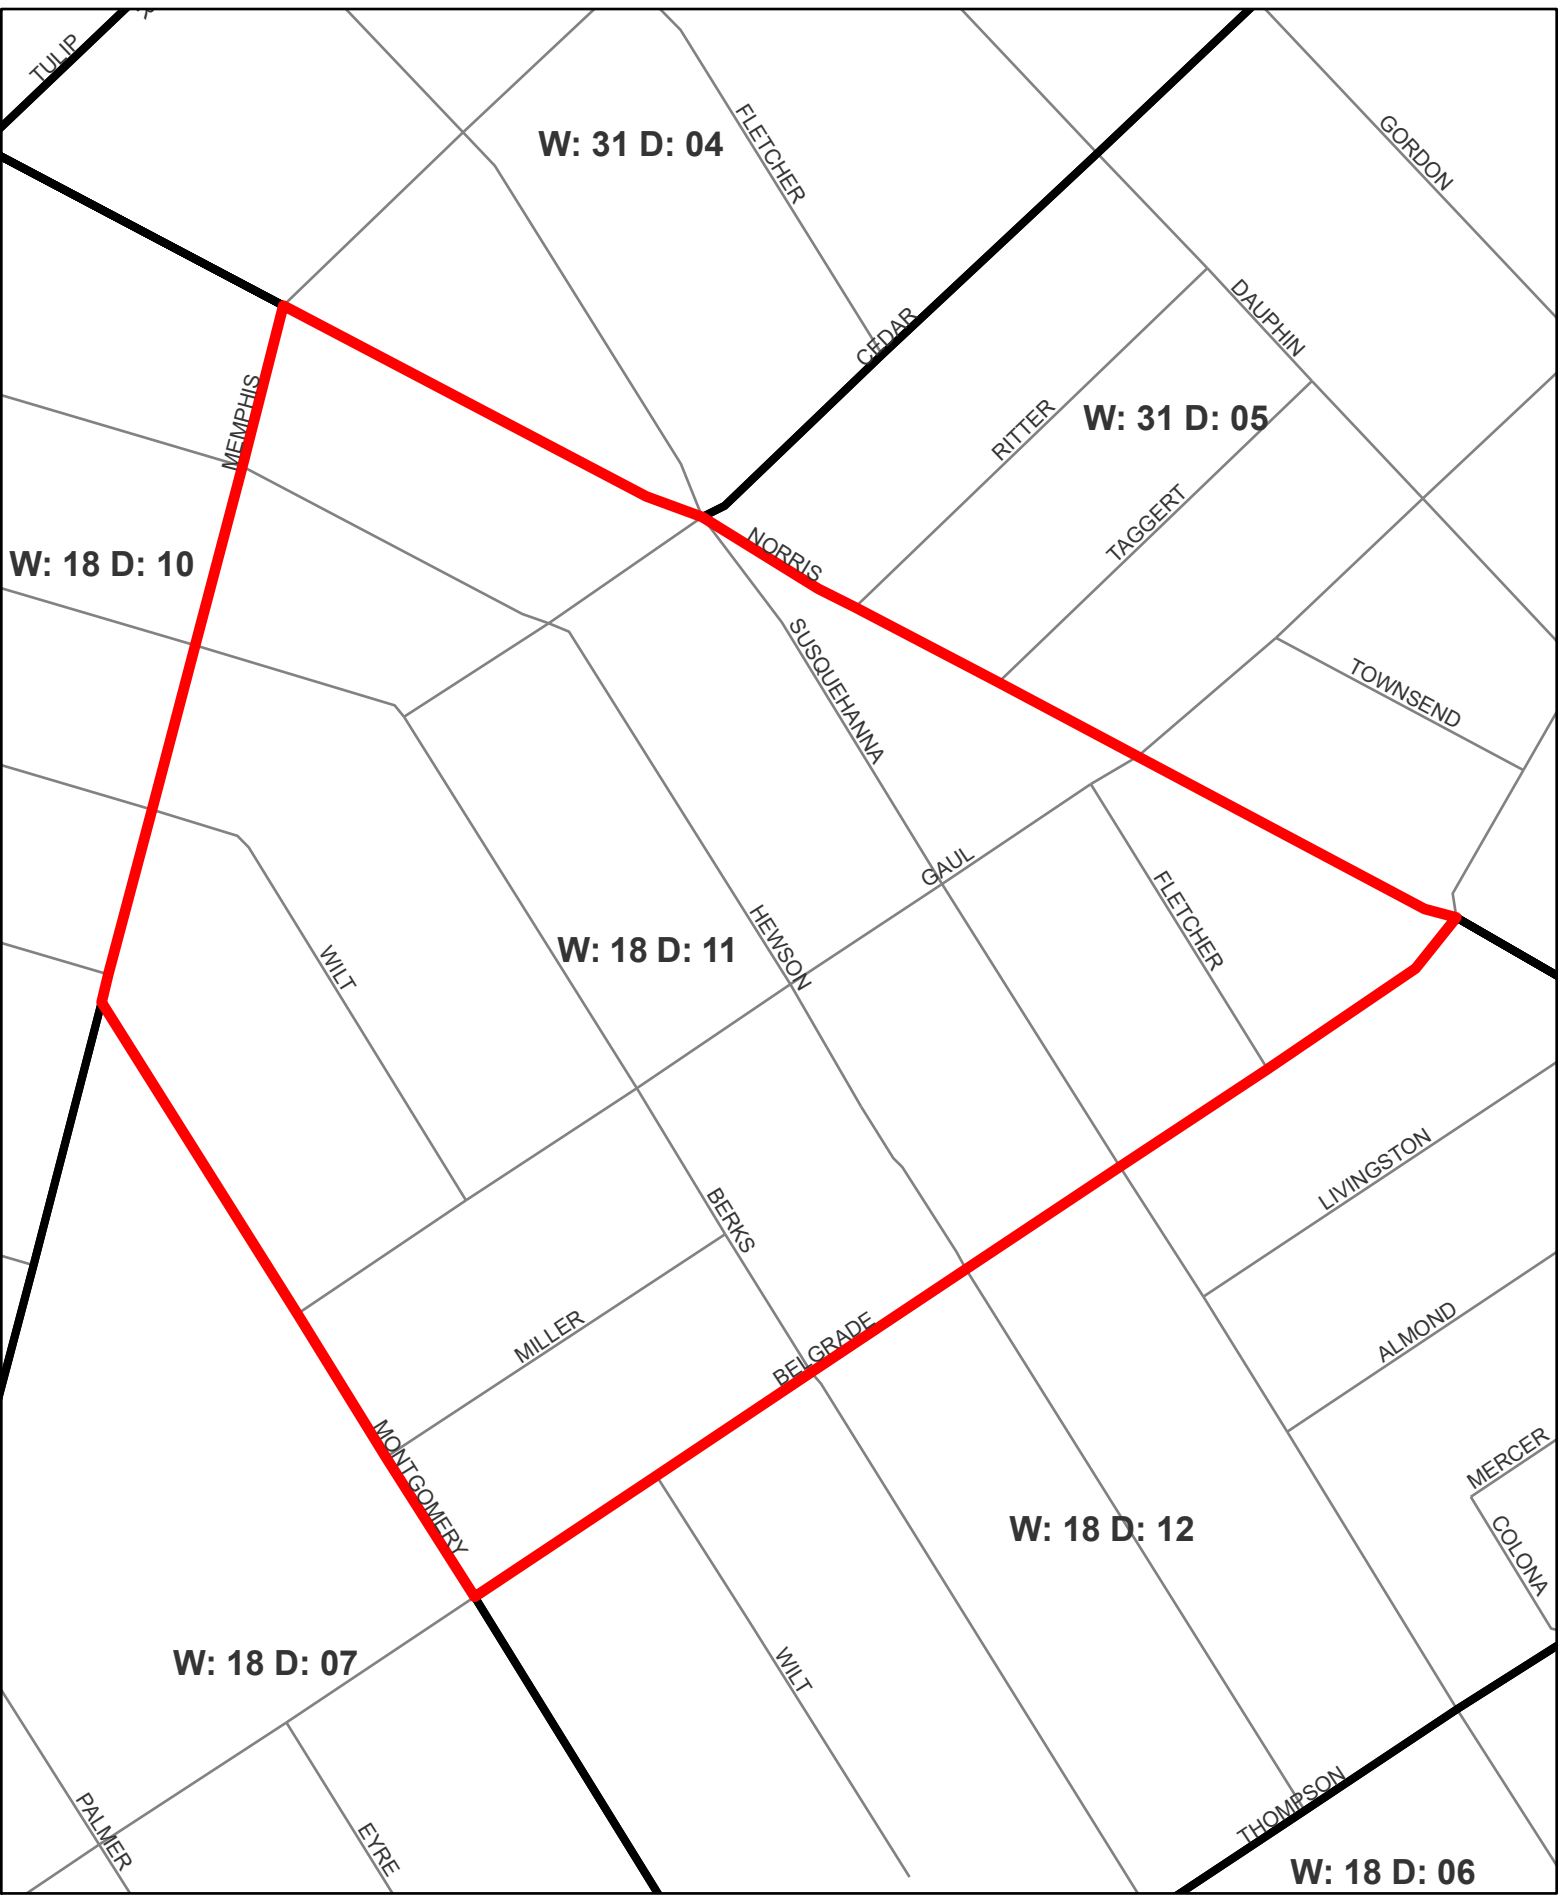 TULIP
W: 31 D: 04
FLETCHER
GORDON
DAUPHIN
CEDAR
MEMPHIS
RITTER
W: 31 D: 05
TAGGERT
NORRIS
W: 18 D: 10
SUSQUEHANNA
TOWNSEND
GAUL
FLETCHER
HEWSON
W: 18 D: 11
WILT
LIVINGSTON
BERKS
MILLER
BELGRADE
ALMOND
MONTGOMERY
MERCER
W: 18 D: 12
COLONA
W: 18 D: 07
WILT
PALMER
EYRE
THOMPSON
W: 18 D: 06